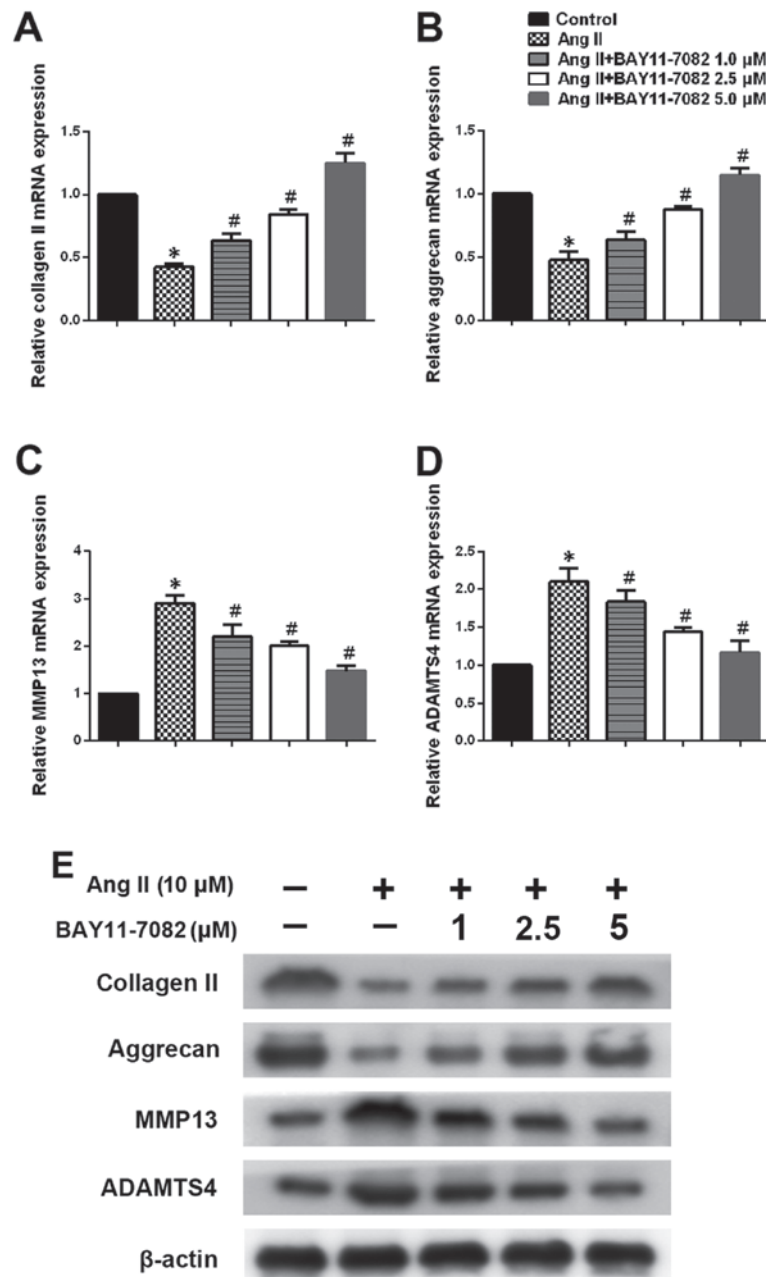 A
B
Control
Ang II
Ang II+BAY11-7082 1.0 μM
Ang II+BAY11-7082 2.5 μM
Ang II+BAY11-7082 5.0 μM
Relative collagen II mRNA expression
1.5
1.0
0.5
0.0
*
#
#
#
Relative aggrecan mRNA expression
1.5
1.0
0.5
0.0
*
#
#
#
C
D
Relative MMP13 mRNA expression
4
3
2
1
0
*
#
#
#
Relative ADAMTS4 mRNA expression
2.5
2.0
1.5
1.0
0.5
0.0
*
#
#
#
E
Ang II (10 μM) − + + + +
BAY11-7082 (μM) − − 1 2.5 5
Collagen II
Aggrecan
MMP13
ADAMTS4
β-actin